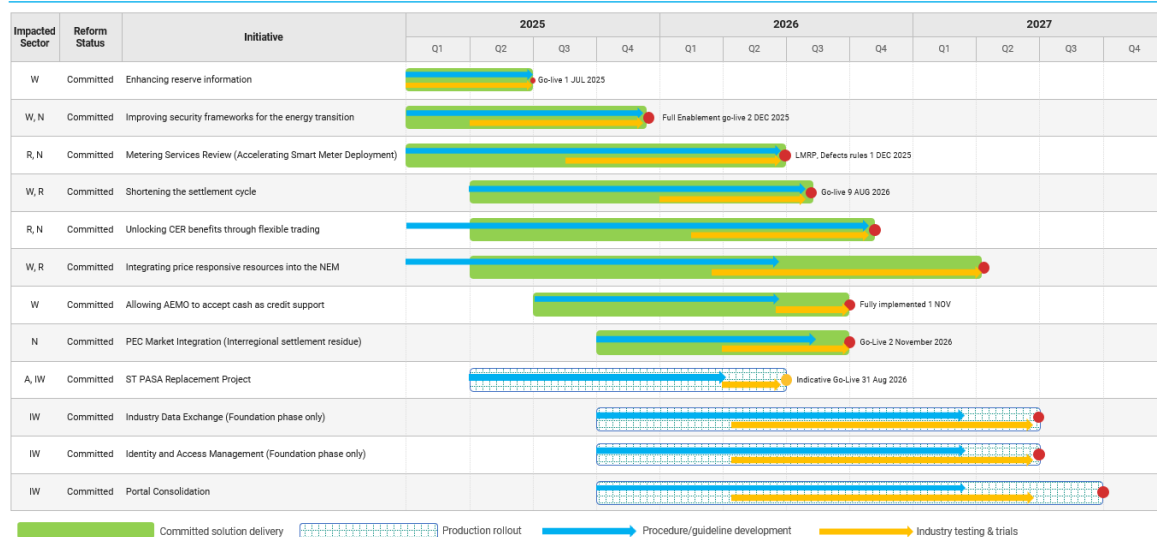 Impacted Sector Reform Status Initiative 2025 2026 2027
Q1 Q2 Q3 Q4 Q1 Q2 Q3 Q4 Q1 Q2 Q3 Q4
W Committed Enhancing reserve information Go-live 1 JUL 2025
W, N Committed Improving security frameworks for the energy transition Full Enablement go-live 2 DEC 2025
R, N Committed Metering Services Review (Accelerating Smart Meter Deployment) LMRP, Defects rules 1 DEC 2025
W, R Committed Shortening the settlement cycle Go-live 9 AUG 2026
R, N Committed Unlocking CER benefits through flexible trading
W, R Committed Integrating price responsive resources into the NEM
W Committed Allowing AEMO to accept cash as credit support Fully implemented 1 NOV
N Committed PEC Market Integration (Interregional settlement residue) Go-Live 2 November 2026
A, IW Committed ST PASA Replacement Project Indicative Go-Live 31 Aug 2026
IW Committed Industry Data Exchange (Foundation phase only)
IW Committed Identity and Access Management (Foundation phase only)
IW Committed Portal Consolidation
Committed solution delivery Production rollout Procedure/guideline development Industry testing & trials